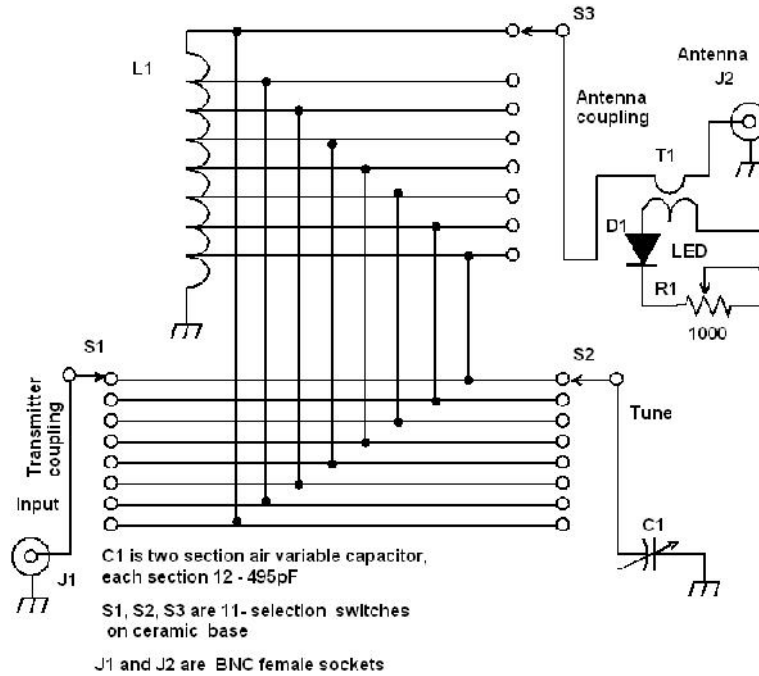 S3
L1
Antenna
J2
Antenna
coupling
T1
D1
LED
R1
1000
S1
S2
Transmitter
coupling
Tune
Input
C1
J1
C1 is two section air variable capacitor,
each section 12 - 495pF
S1, S2, S3 are 11- selection switches
on ceramic base
J1 and J2 are BNC female sockets